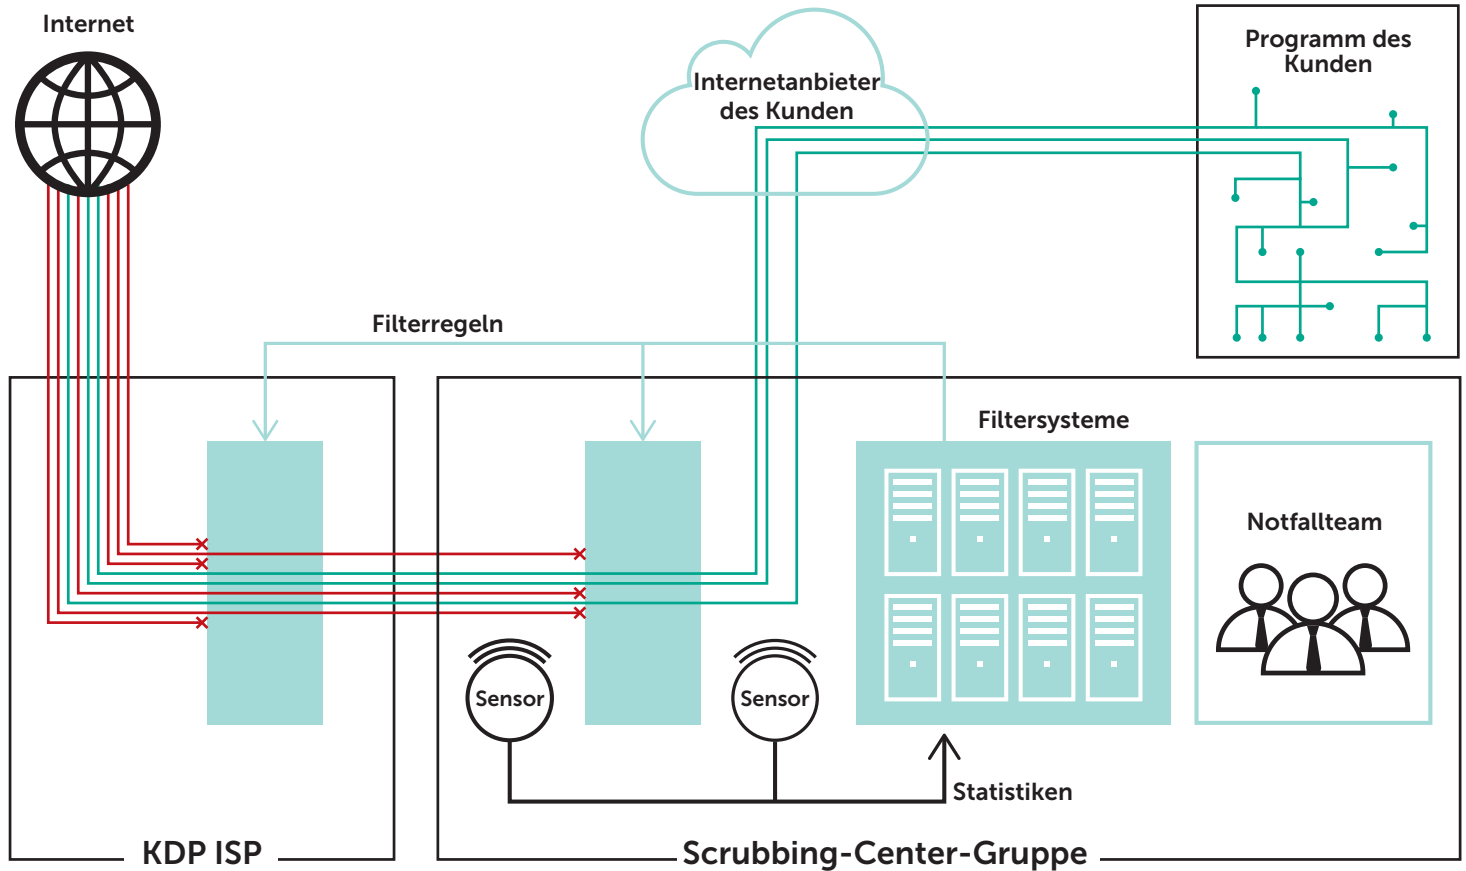 Internet
Internetanbieter
des Kunden
Programm des
Kunden
Filterregeln
Filtersysteme
Notfallteam
Sensor
Sensor
Statistiken
KDP ISP
Scrubbing-Center-Gruppe